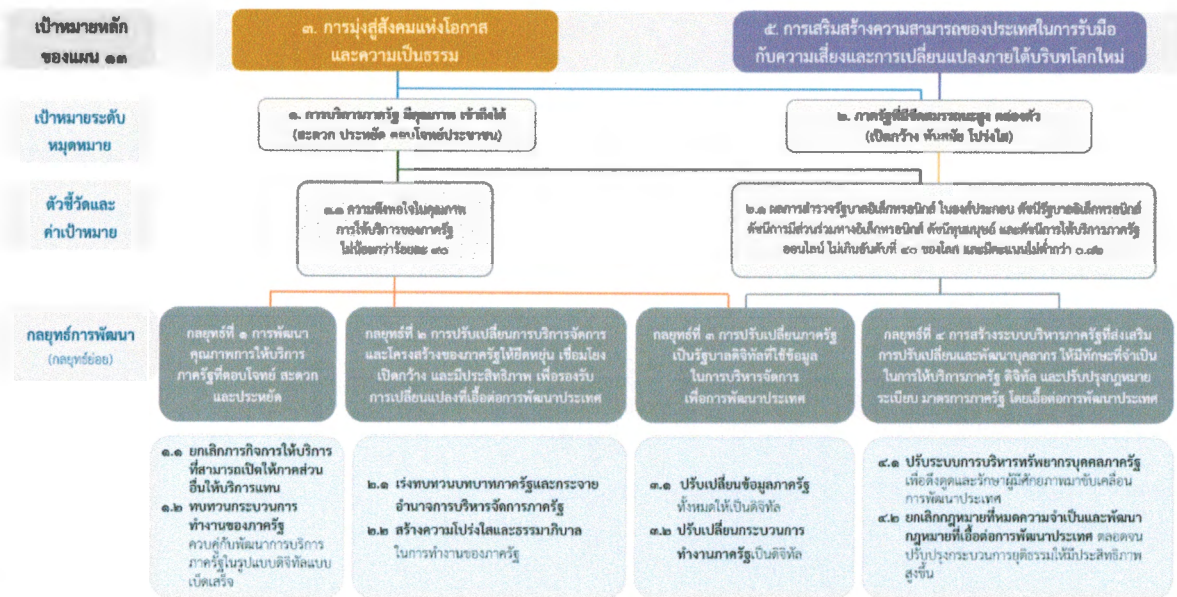 เป้าหมายหลัก
ของแผน ๑๓
๓. การมุ่งสู่สังคมแห่งโอกาส
และความเป็นธรรม
๕. การเสริมสร้างความสามารถของประเทศในการรับมือ
กับความเสี่ยงและการเปลี่ยนแปลงภายใต้บริบทโลกใหม่
เป้าหมายระดับ
หมุดหมาย
๑. การบริการภาครัฐ มีคุณภาพ เข้าถึงได้
(สะดวก ประหยัด ตอบโจทย์ประชาชน)
๒. ภาครัฐที่มีขีดสมรรถนะสูง คล่องตัว
(เปิดกว้าง ทันสมัย โปร่งใส)
ตัวชี้วัดและ
ค่าเป้าหมาย
๑.๑ ความพึงพอใจในคุณภาพ
การให้บริการของภาครัฐ
ไม่น้อยกว่าร้อยละ ๙๐
๒.๑ ผลการสำรวจรัฐบาลอิเล็กทรอนิกส์ ในองค์ประกอบ ดัชนีรัฐบาลอิเล็กทรอนิกส์
ดัชนีการมีส่วนร่วมทางอิเล็กทรอนิกส์ ดัชนีทุนมนุษย์ และดัชนีการให้บริการภาครัฐ
ออนไลน์ ไม่เกินอันดับที่ ๔๐ ของโลก และมีคะแนนไม่ต่ำกว่า ๐.๘๒
กลยุทธ์การพัฒนา
(กลยุทธ์ย่อย)
กลยุทธ์ที่ ๑ การพัฒนา
คุณภาพการให้บริการ
ภาครัฐที่ตอบโจทย์ สะดวก
และประหยัด
กลยุทธ์ที่ ๒ การปรับเปลี่ยนการบริหารจัดการ
และโครงสร้างของภาครัฐให้ยืดหยุ่น เชื่อมโยง
เปิดกว้าง และมีประสิทธิภาพ เพื่อรองรับ
การเปลี่ยนแปลงที่เอื้อต่อการพัฒนาประเทศ
กลยุทธ์ที่ ๓ การปรับเปลี่ยนภาครัฐ
เป็นรัฐบาลดิจิทัลที่ใช้ข้อมูล
ในการบริหารจัดการ
เพื่อการพัฒนาประเทศ
กลยุทธ์ที่ ๔ การสร้างระบบบริหารภาครัฐที่ส่งเสริม
การปรับเปลี่ยนและพัฒนาบุคลากร ให้มีทักษะที่จำเป็น
ในการให้บริการภาครัฐ ดิจิทัล และปรับปรุงกฎหมาย
ระเบียบ มาตรการภาครัฐ โดยเอื้อต่อการพัฒนาประเทศ
๑.๑ ยกเลิกภารกิจการให้บริการ
ที่สามารถเปิดให้ภาคส่วน
อื่นให้บริการแทน
๑.๒ ทบทวนกระบวนการ
ทำงานของภาครัฐ
ควบคู่กับพัฒนาการบริการ
ภาครัฐในรูปแบบดิจิทัลแบบ
เบ็ดเสร็จ
๒.๑ เร่งทบทวนบทบาทภาครัฐและกระจาย
อำนาจการบริหารจัดการภาครัฐ
๒.๒ สร้างความโปร่งใสและธรรมาภิบาล
ในการทำงานของภาครัฐ
๓.๑ ปรับเปลี่ยนข้อมูลภาครัฐ
ทั้งหมดให้เป็นดิจิทัล
๓.๒ ปรับเปลี่ยนกระบวนการ
ทำงานภาครัฐเป็นดิจิทัล
๔.๑ ปรับระบบการบริหารทรัพยากรบุคคลภาครัฐ
เพื่อดึงดูดและรักษาผู้มีศักยภาพมาขับเคลื่อน
การพัฒนาประเทศ
๔.๒ ยกเลิกกฎหมายที่หมดความจำเป็นและพัฒนา
กฎหมายที่เอื้อต่อการพัฒนาประเทศ ตลอดจน
ปรับปรุงกระบวนการยุติธรรมให้มีประสิทธิภาพ
สูงขึ้น